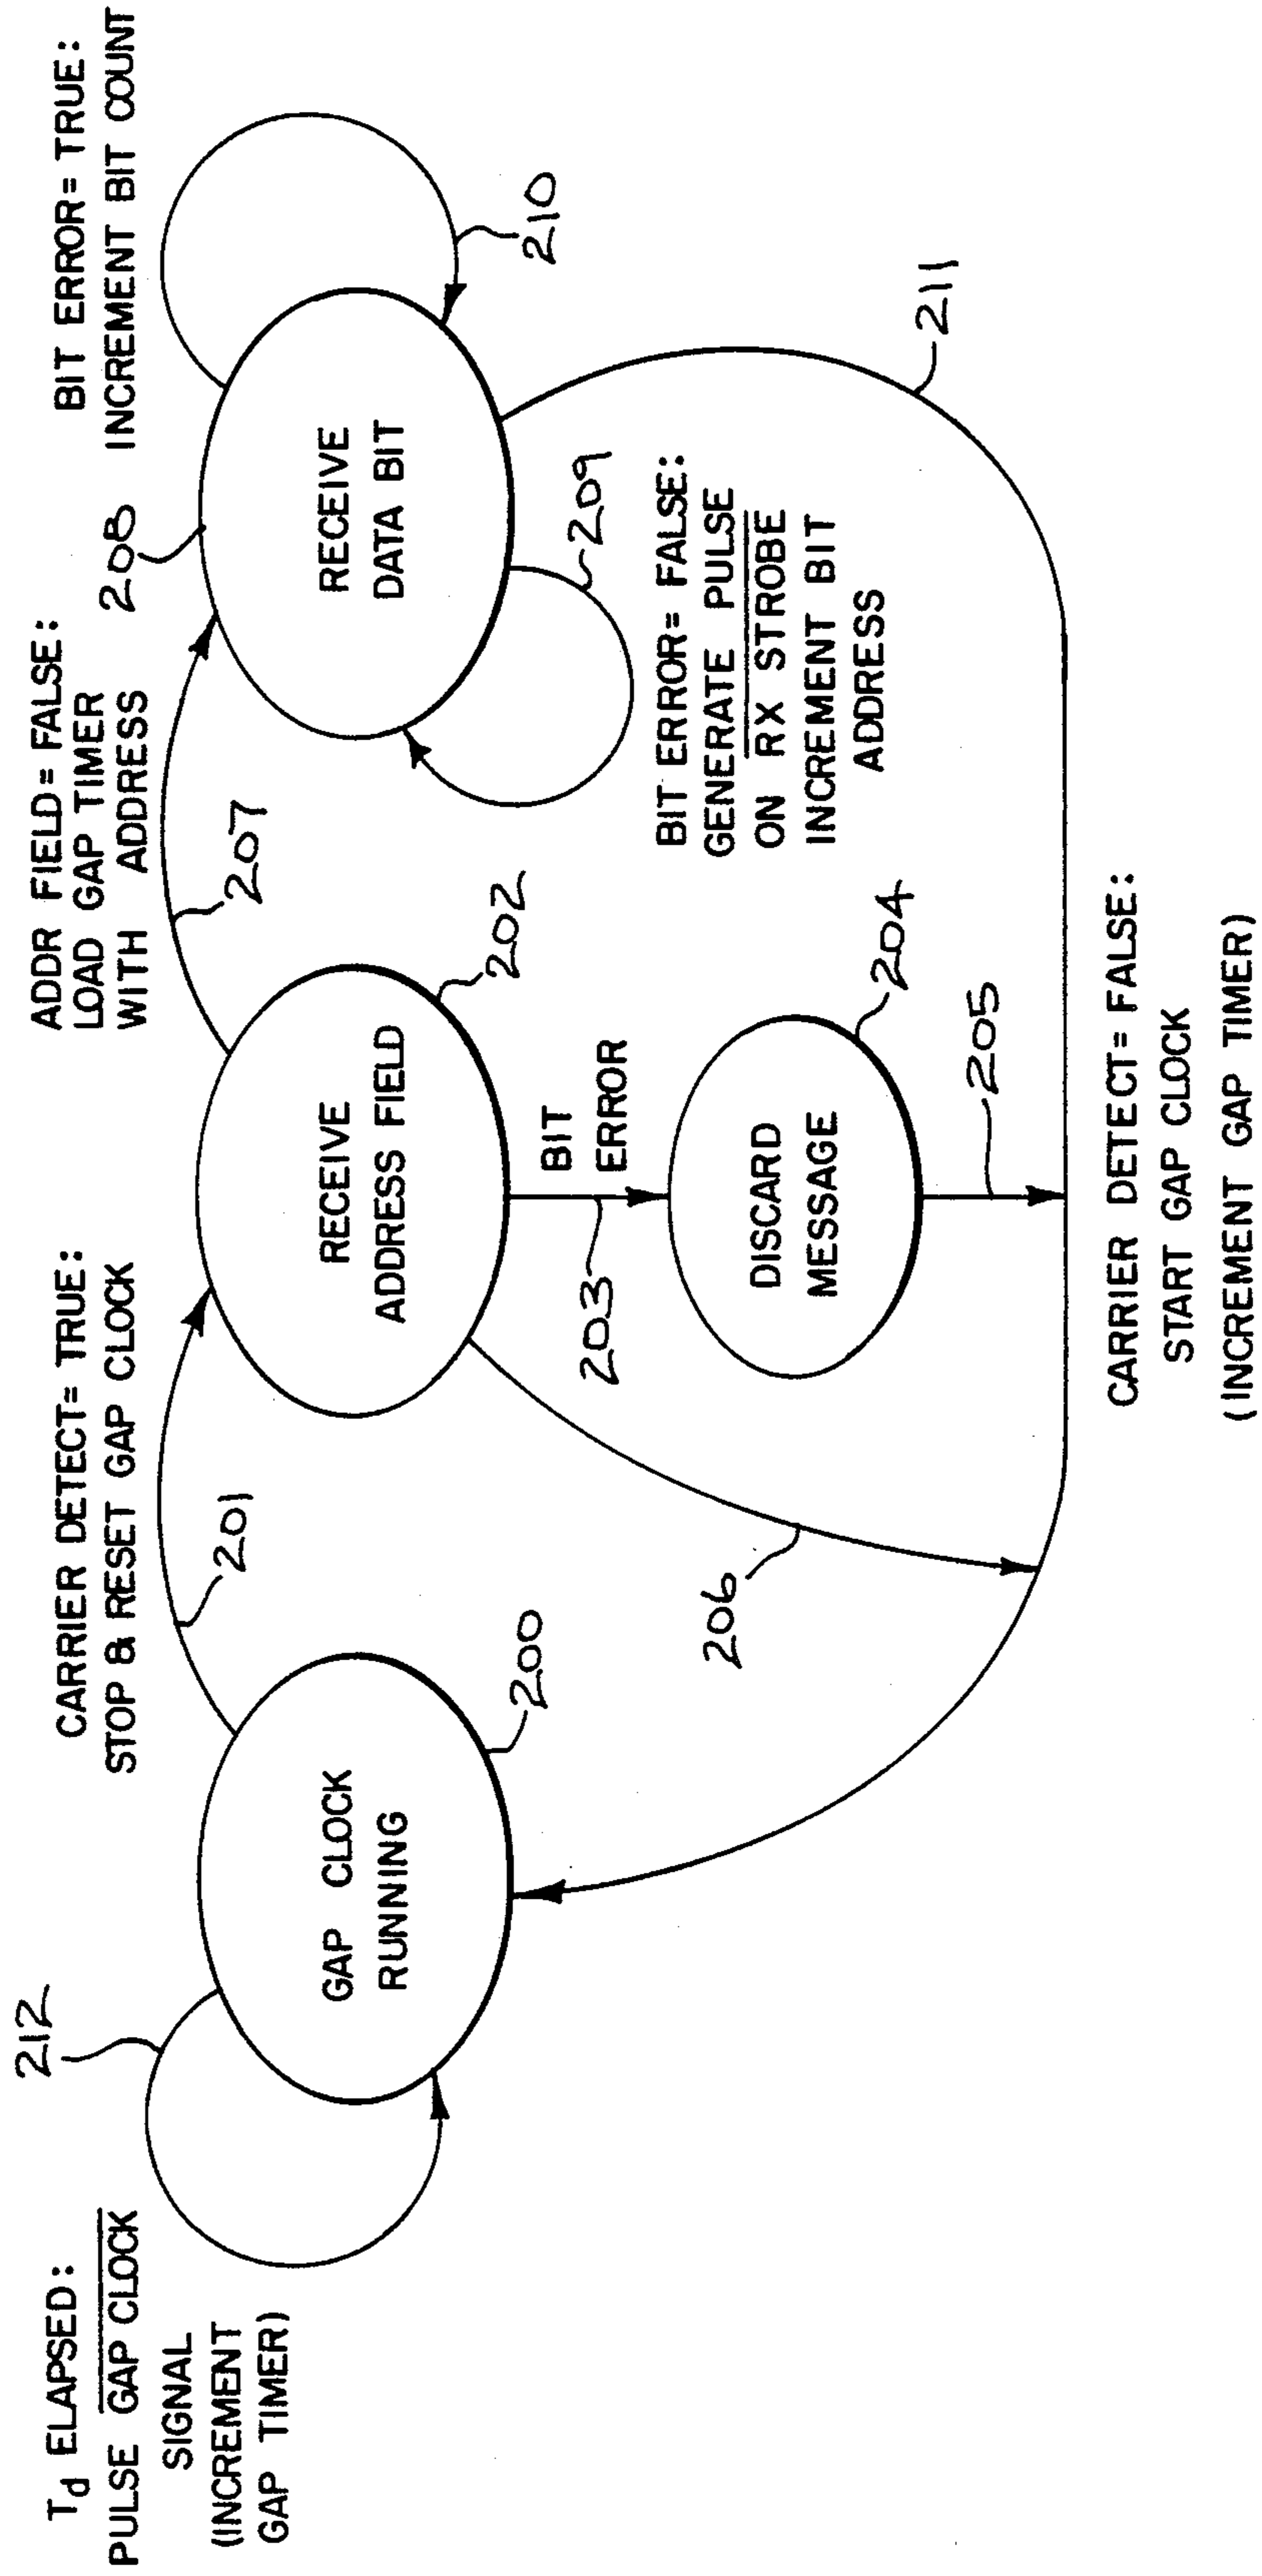 T_d ELAPSED:
PULSE GAP CLOCK
SIGNAL
(INCREMENT
GAP TIMER)
212
GAP CLOCK
RUNNING
200
CARRIER DETECT= TRUE:
STOP & RESET GAP CLOCK
201
RECEIVE
ADDRESS FIELD
202
203
BIT
ERROR
DISCARD
MESSAGE
204
205
206
ADDR FIELD= FALSE:
LOAD GAP TIMER
WITH ADDRESS
207
208
RECEIVE
DATA BIT
BIT ERROR= TRUE:
INCREMENT BIT COUNT
210
209
BIT ERROR= FALSE:
GENERATE PULSE
ON RX STROBE
INCREMENT BIT
ADDRESS
211
CARRIER DETECT= FALSE:
START GAP CLOCK
(INCREMENT GAP TIMER)